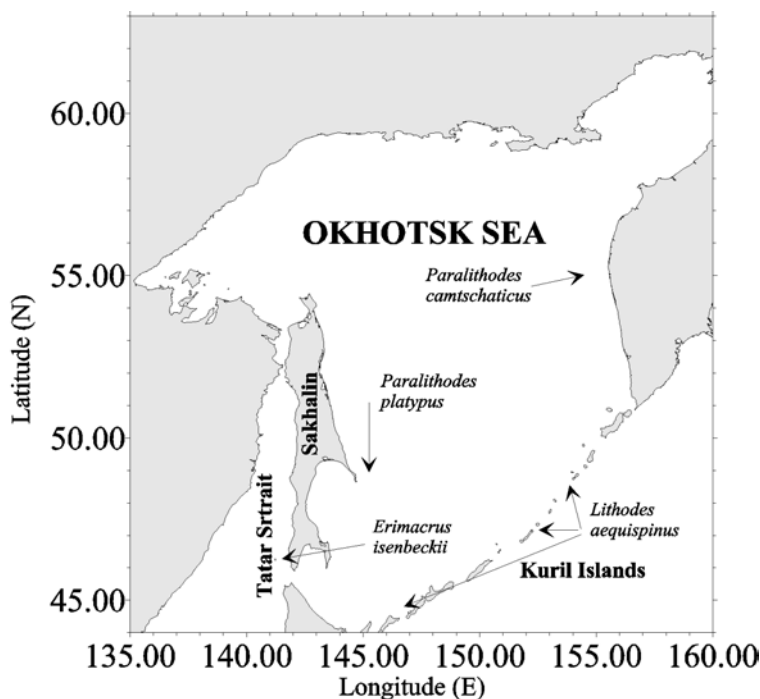 60.00
OKHOTSK SEA
55.00
Paralithodes
camtschaticus
Latitude (N)
Sakhalin
Paralithodes
platypus
50.00
Tatar Srtrait
Erimacrus
isenbeckii
Lithodes
aequispinus
Kuril Islands
45.00
135.00 140.00 145.00 150.00 155.00 160.00
Longitude (E)